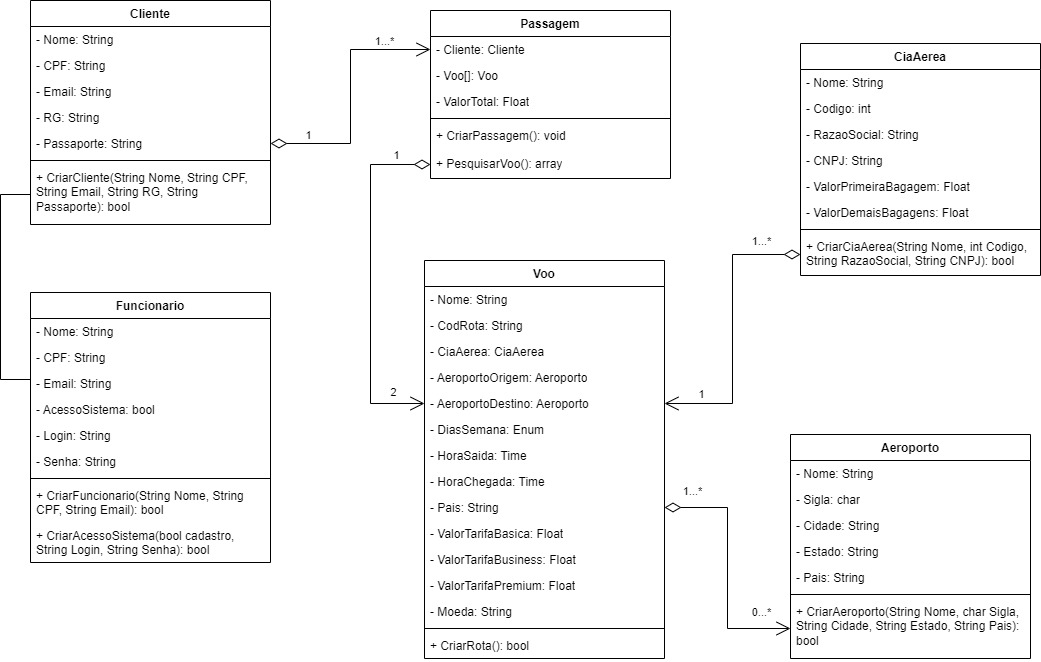 Cliente
- Nome: String
- CPF: String
- Email: String
- RG: String
- Passaporte: String
+ CriarCliente(String Nome, String CPF,
String Email, String RG, String
Passaporte): bool
1
1...*
Passagem
- Cliente: Cliente
- Voo[]: Voo
- ValorTotal: Float
+ CriarPassagem(): void
+ PesquisarVoo(): array
1
2
CiaAerea
- Nome: String
- Codigo: int
- RazaoSocial: String
- CNPJ: String
- ValorPrimeiraBagagem: Float
- ValorDemaisBagagens: Float
+ CriarCiaAerea(String Nome, int Codigo,
String RazaoSocial, String CNPJ): bool
1...*
1
Funcionario
- Nome: String
- CPF: String
- Email: String
- AcessoSistema: bool
- Login: String
- Senha: String
+ CriarFuncionario(String Nome, String
CPF, String Email): bool
+ CriarAcessoSistema(bool cadastro,
String Login, String Senha): bool
Voo
- Nome: String
- CodRota: String
- CiaAerea: CiaAerea
- AeroportoOrigem: Aeroporto
- AeroportoDestino: Aeroporto
- DiasSemana: Enum
- HoraSaida: Time
- HoraChegada: Time
- Pais: String
- ValorTarifaBasica: Float
- ValorTarifaBusiness: Float
- ValorTarifaPremium: Float
- Moeda: String
+ CriarRota(): bool
1...*
0...*
Aeroporto
- Nome: String
- Sigla: char
- Cidade: String
- Estado: String
- Pais: String
+ CriarAeroporto(String Nome, char Sigla,
String Cidade, String Estado, String Pais):
bool